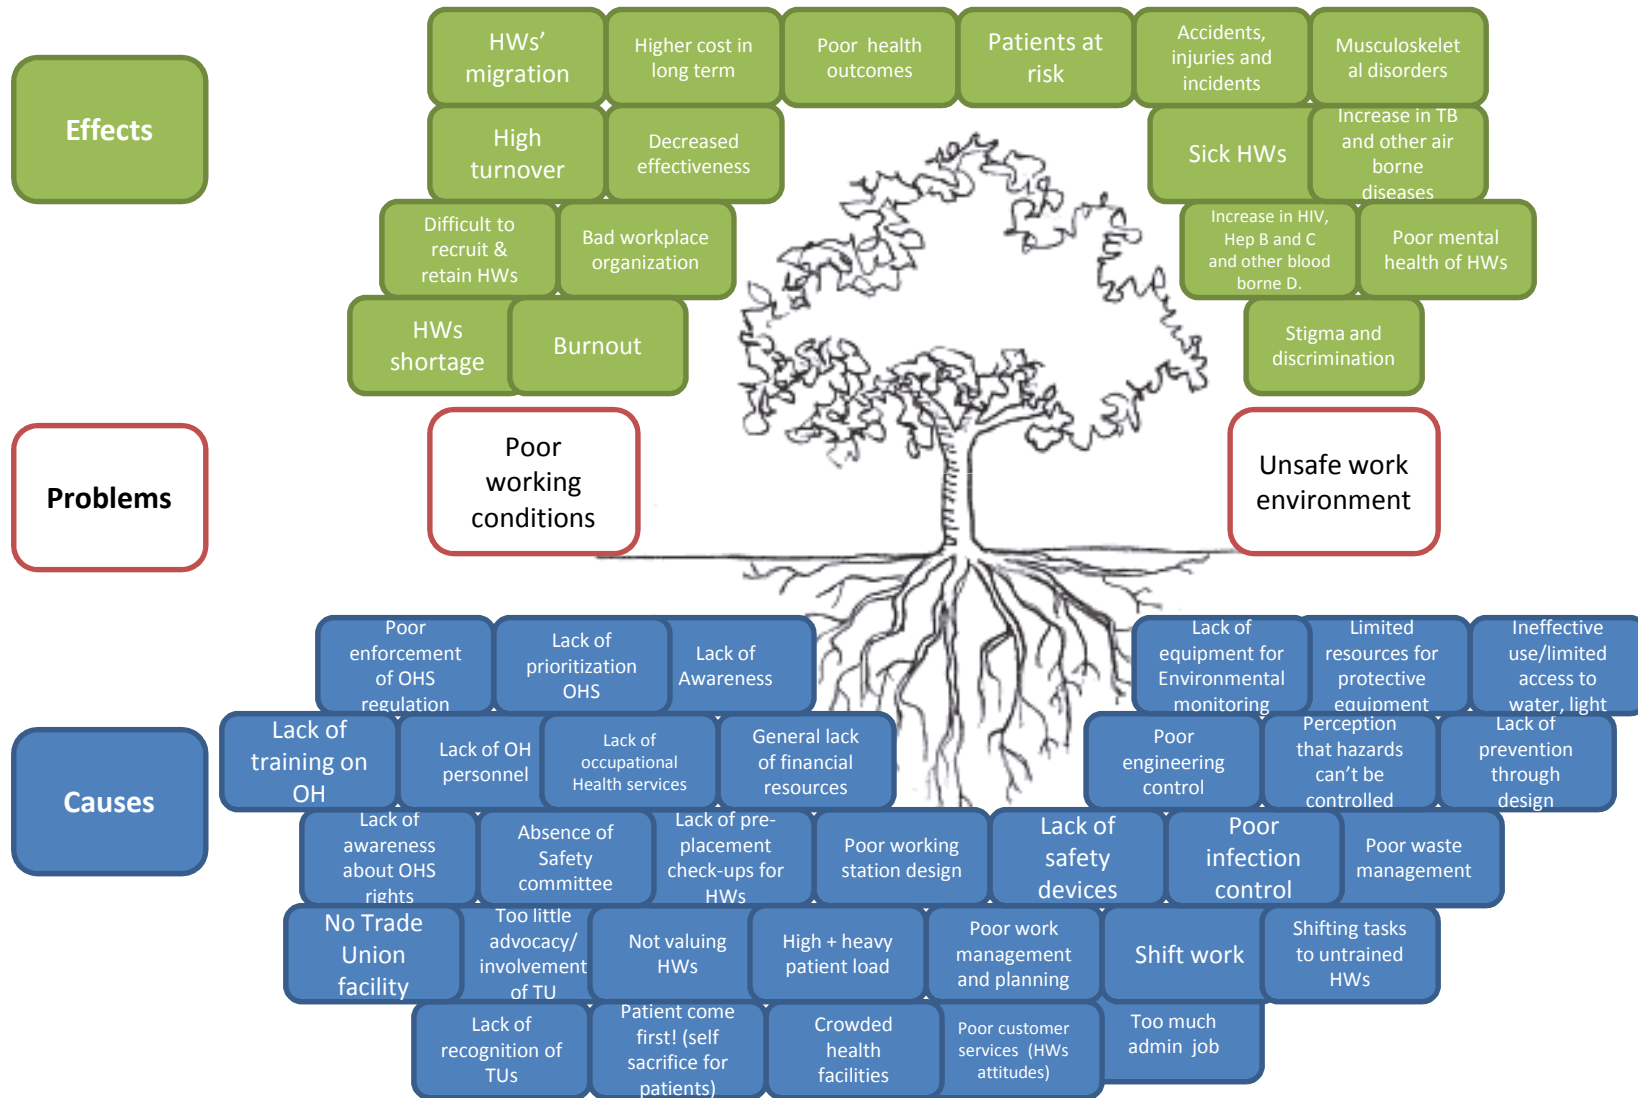 HWs'
migration
Higher cost in
long term
Poor health
outcomes
Patients at
risk
Accidents,
injuries and
incidents
Musculoskelet
al disorders
Effects
High
turnover
Decreased
effectiveness
Sick HWs
Increase in TB
and other air
borne
diseases
Difficult to
recruit &
retain HWs
Bad workplace
organization
Increase in HIV,
Hep B and C
and other blood
borne D.
Poor mental
health of HWs
HWs
shortage
Burnout
Stigma and
discrimination
Problems
Poor
working
conditions
Unsafe work
environment
Poor
enforcement
of OHS
regulation
Lack of
prioritization
OHS
Lack of
Awareness
Lack of
equipment for
Environmental
monitoring
Limited
resources for
protective
equipment
Ineffective
use/limited
access to
water, light
Causes
Lack of
training on
OH
Lack of OH
personnel
Lack of
occupational
Health services
General lack
of financial
resources
Poor
engineering
control
Perception
that hazards
can't be
controlled
Lack of
prevention
through
design
Lack of
awareness
about OHS
rights
Absence of
Safety
committee
Lack of pre-
placement
check-ups for
HWs
Poor working
station design
Lack of
safety
devices
Poor
infection
control
Poor waste
management
No Trade
Union
facility
Too little
advocacy/
involvement
of TU
Not valuing
HWs
High + heavy
patient load
Poor work
management
and planning
Shift work
Shifting tasks
to untrained
HWs
Lack of
recognition of
TUs
Patient come
first! (self
sacrifice for
patients)
Crowded
health
facilities
Poor customer
services (HWs
attitudes)
Too much
admin job